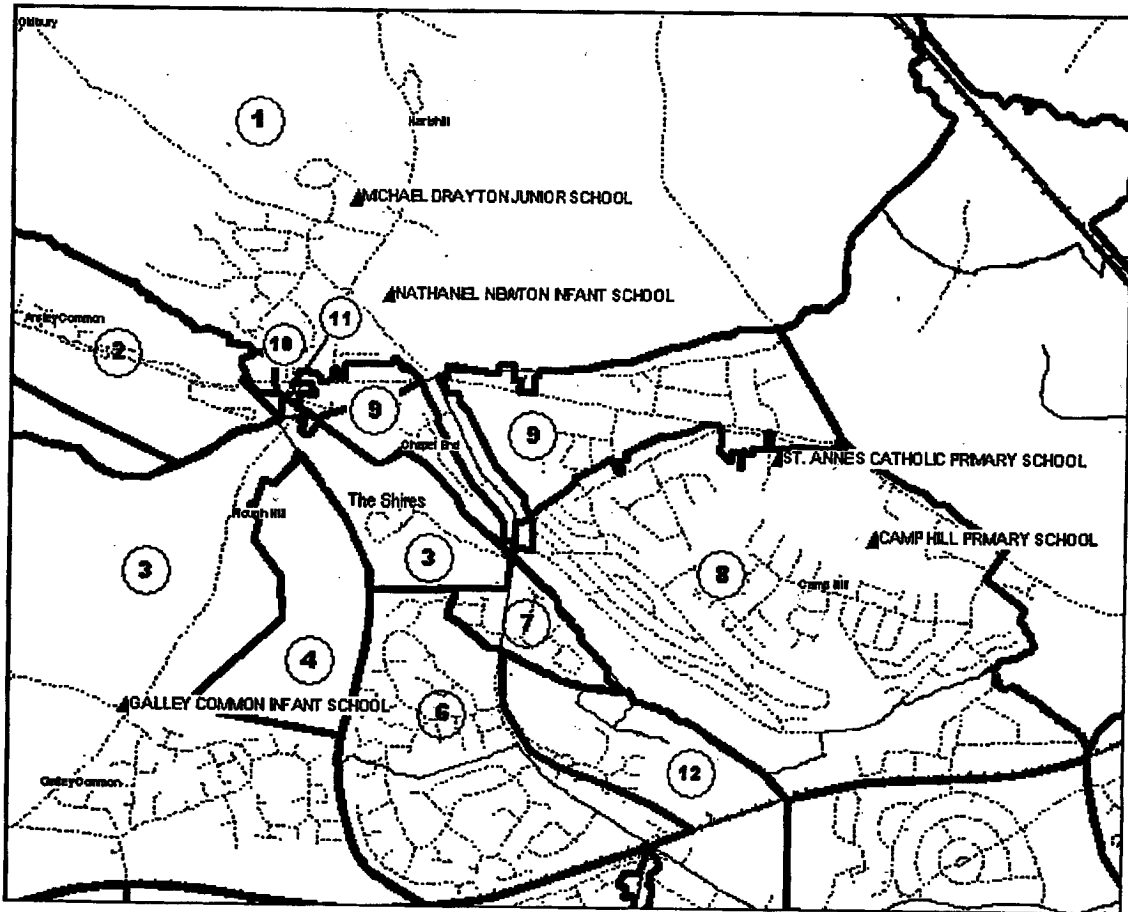 Oldbury
1
Hartshill
MICHAEL DRAYTON JUNIOR SCHOOL
NATHANEL NEWTON INFANT SCHOOL
11
Ansley Common
2
10
9
Chapel End
9
ST. ANNES CATHOLIC PRIMARY SCHOOL
The Shires
Rough Hill
CAMP HILL PRIMARY SCHOOL
3
3
8
Camp Hill
7
4
GALLEY COMMON INFANT SCHOOL
6
12
Galley Common